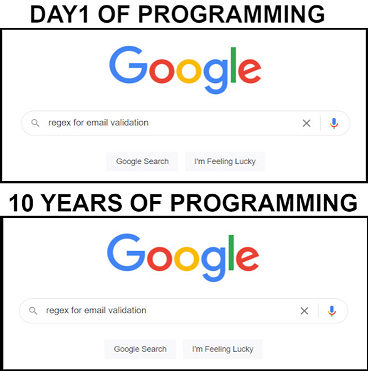 DAY1 OF PROGRAMMING
Google
regex for email validation
Google Search I'm Feeling Lucky
10 YEARS OF PROGRAMMING
Google
regex for email validation
Google Search I'm Feeling Lucky